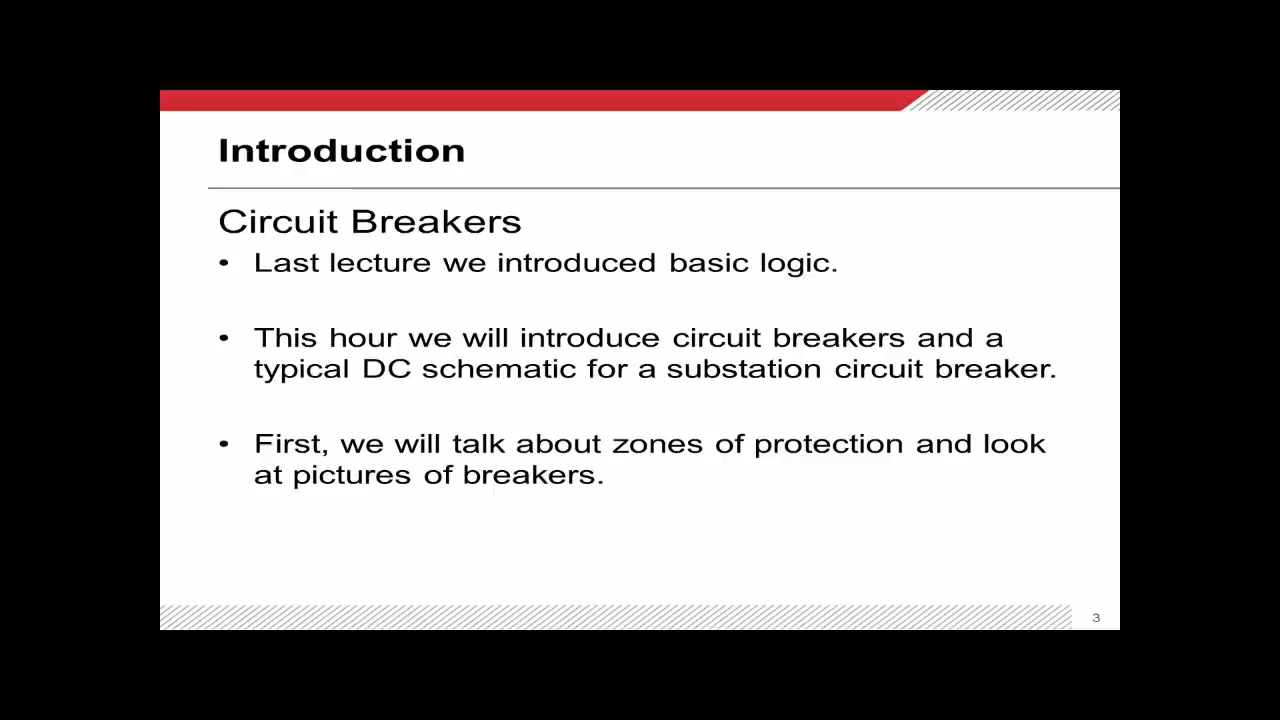 Introduction
Circuit Breakers
• Last lecture we introduced basic logic.
• This hour we will introduce circuit breakers and a
typical DC schematic for a substation circuit breaker.
• First, we will talk about zones of protection and look
at pictures of breakers.
3